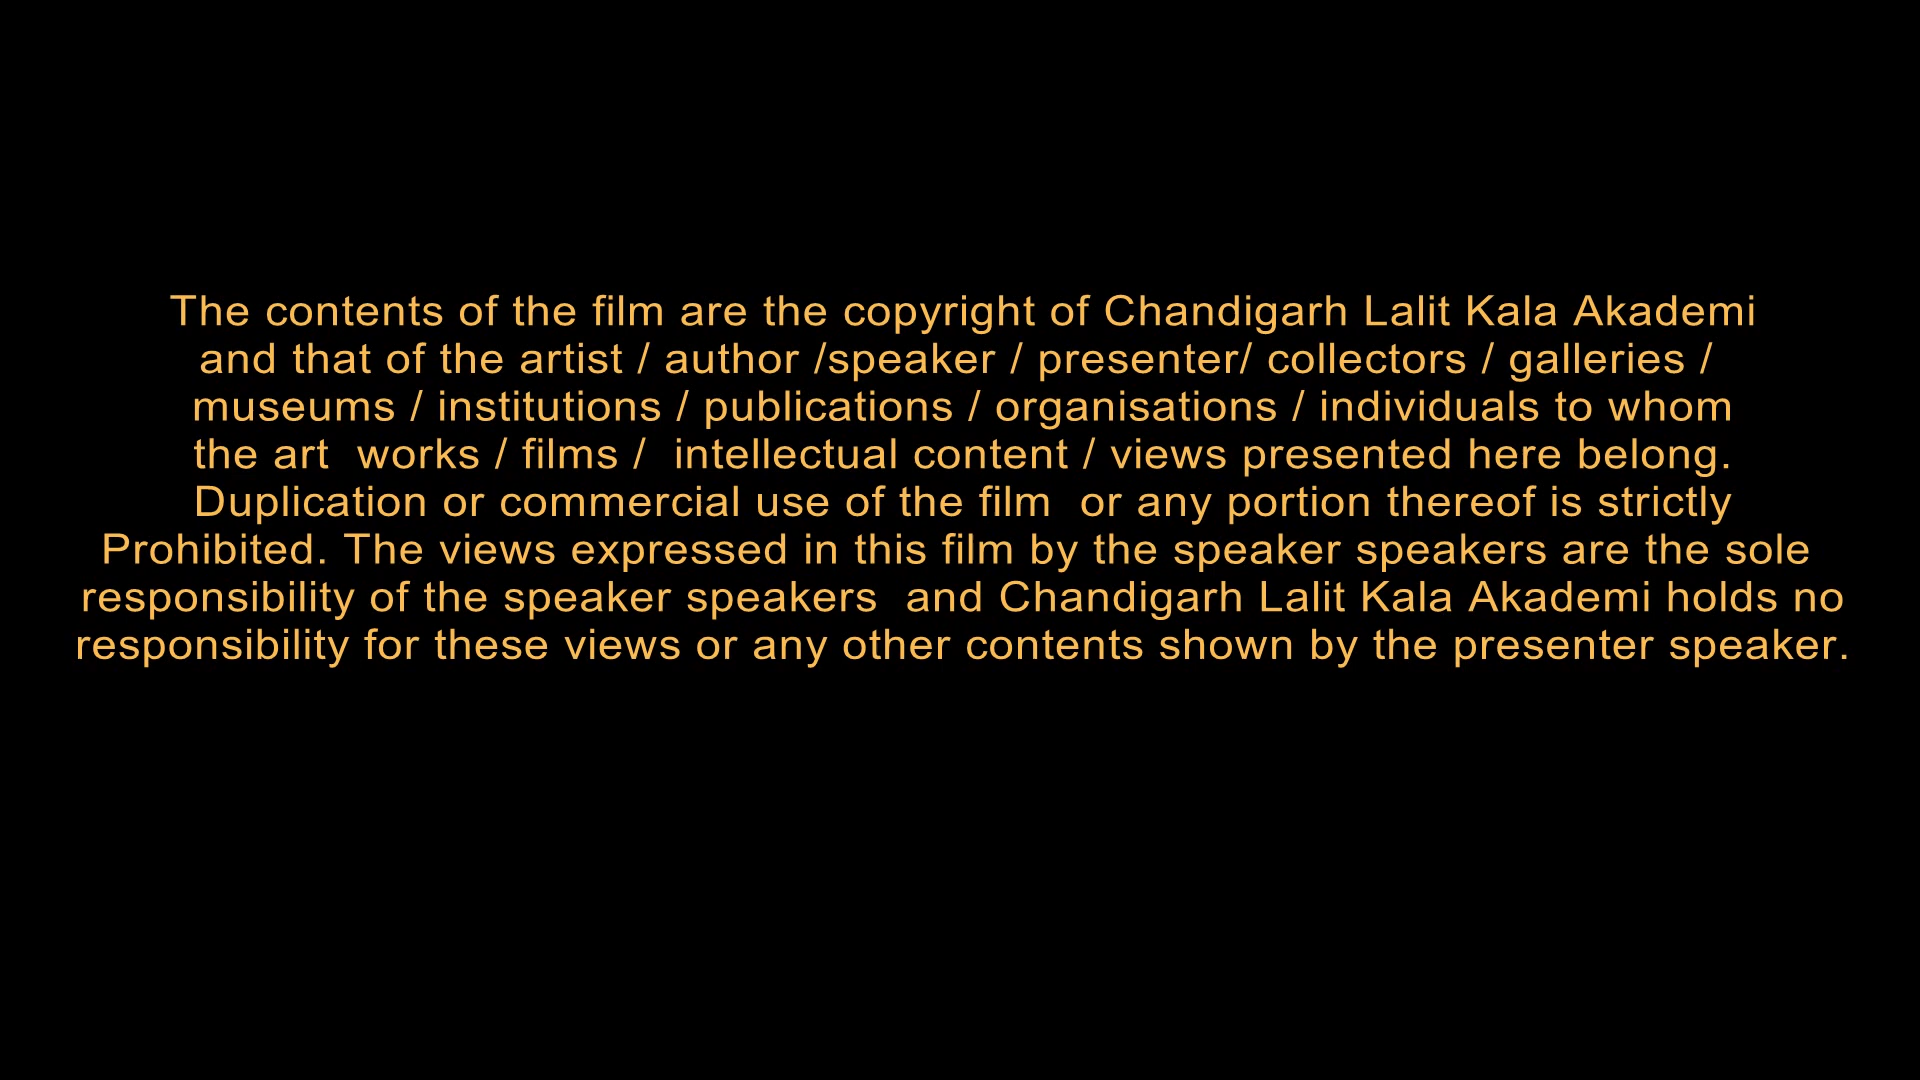 The contents of the film are the copyright of Chandigarh Lalit Kala Akademi
and that of the artist / author /speaker / presenter/ collectors / galleries /
museums / institutions / publications / organisations / individuals to whom
the art  works / films /  intellectual content / views presented here belong.
Duplication or commercial use of the film  or any portion thereof is strictly
Prohibited. The views expressed in this film by the speaker speakers are the sole
responsibility of the speaker speakers  and Chandigarh Lalit Kala Akademi holds no
responsibility for these views or any other contents shown by the presenter speaker.